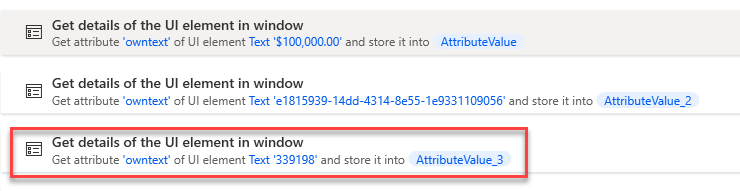 Get details of the UI element in window
Get attribute 'owntext' of UI element Text '$100,000.00' and store it into AttributeValue
Get details of the UI element in window
Get attribute 'owntext' of UI element Text 'e1815939-14dd-4314-8e55-1e9331109056' and store it into AttributeValue_2
Get details of the UI element in window
Get attribute 'owntext' of UI element Text '339198' and store it into AttributeValue_3